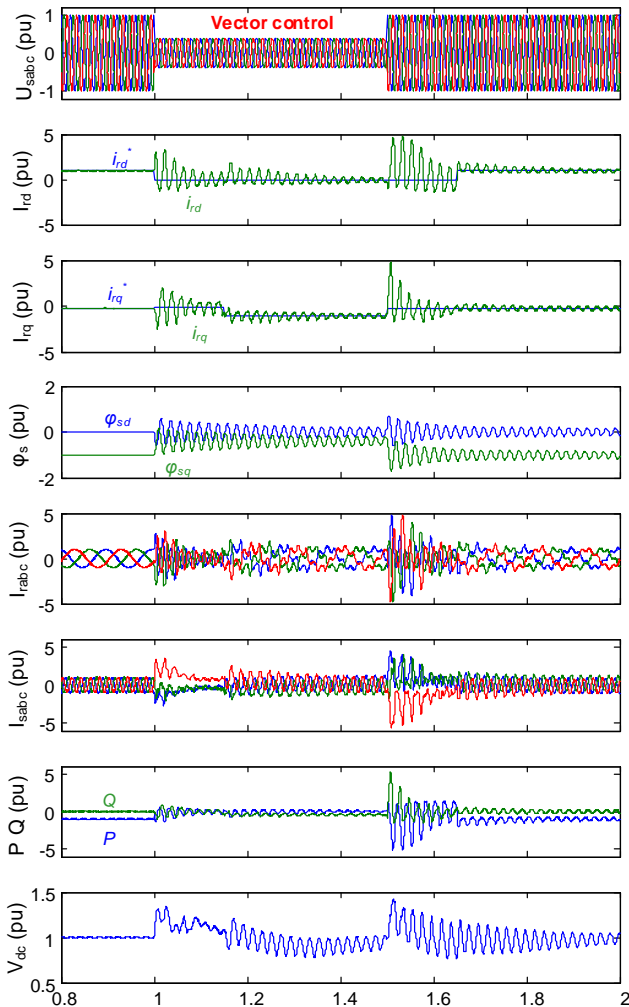 Vector control
U_sabc (pu)
1
0
-1
I_rd (pu)
5
0
-5
i_rd^*
i_rd
I_rq (pu)
5
0
-5
i_rq^*
i_rq
φ_s (pu)
2
0
-2
φ_sd
φ_sq
I_rabc (pu)
5
0
-5
I_sabc (pu)
5
0
-5
P Q (pu)
5
0
-5
Q
P
V_dc (pu)
1.5
1
0.5
0.8 1 1.2 1.4 1.6 1.8 2